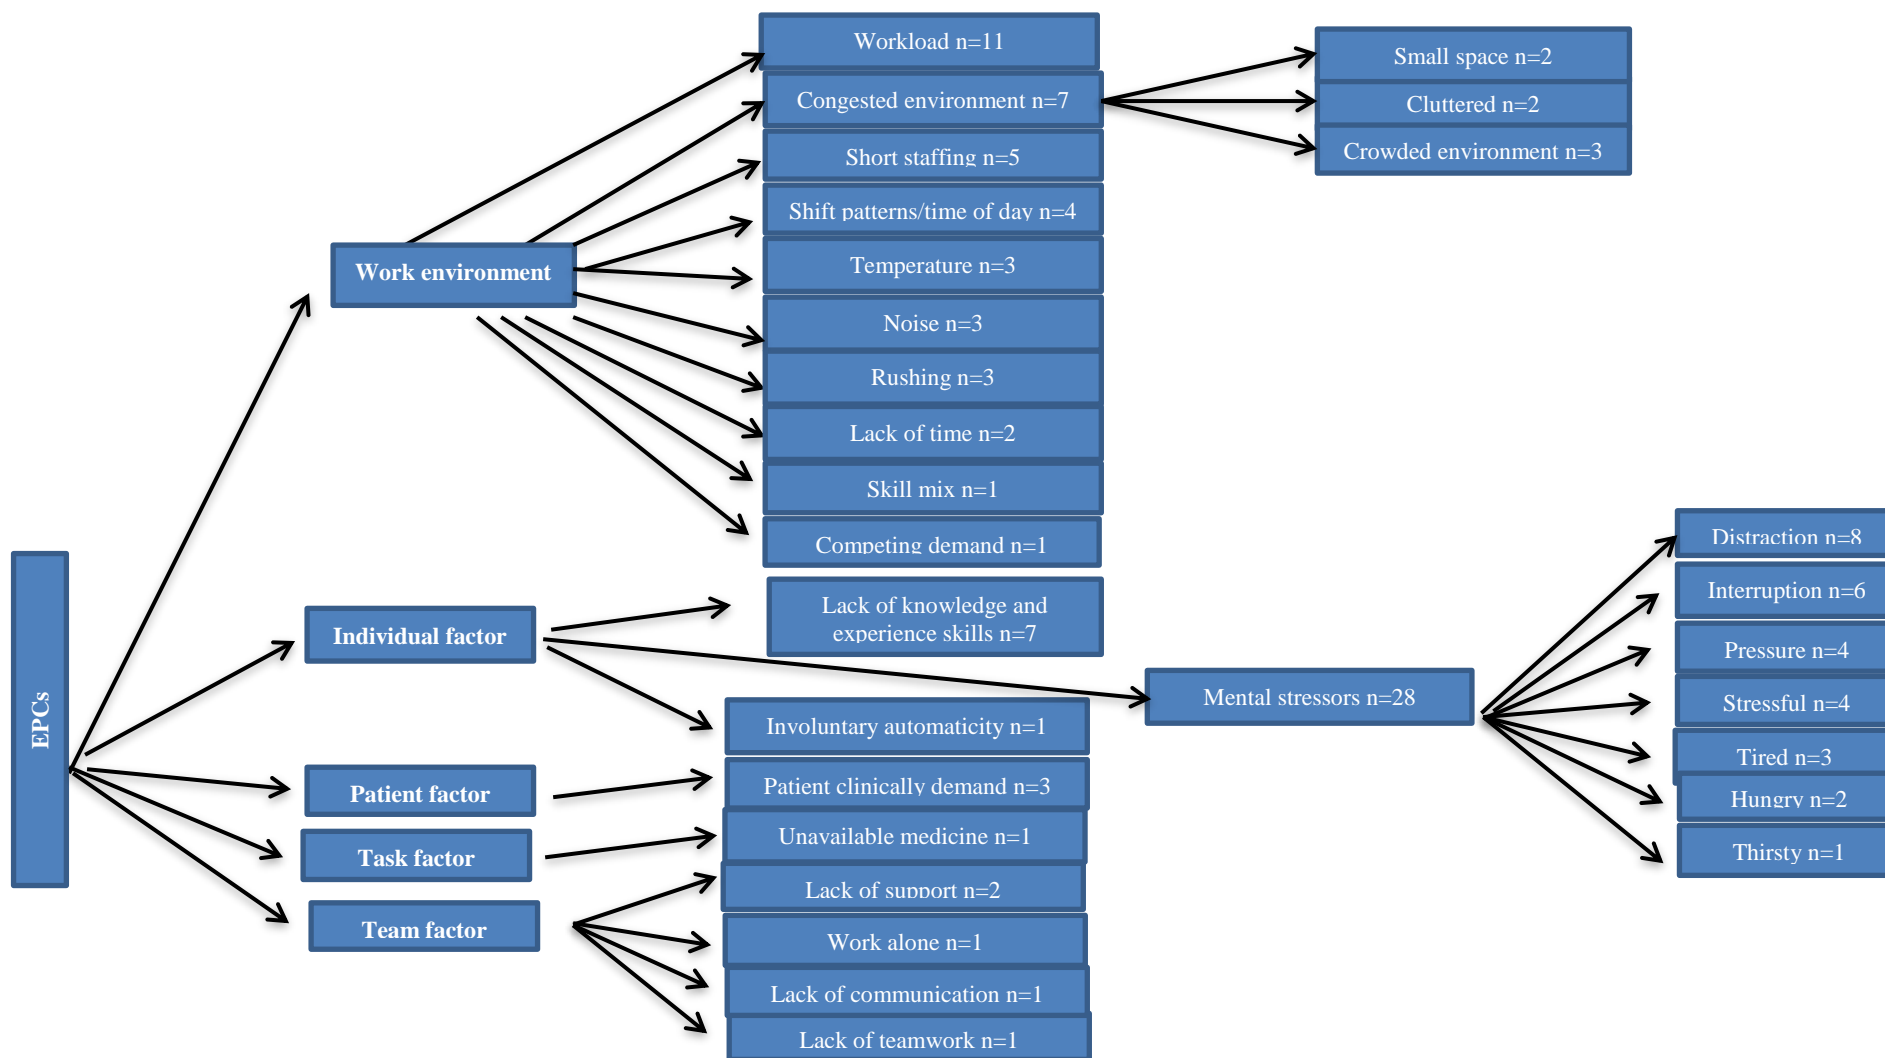 EPCs
Work environment
Workload n=11
Congested environment n=7
Small space n=2
Cluttered n=2
Crowded environment n=3
Short staffing n=5
Shift patterns/time of day n=4
Temperature n=3
Noise n=3
Rushing n=3
Lack of time n=2
Skill mix n=1
Competing demand n=1
Individual factor
Lack of knowledge and
experience skills n=7
Mental stressors n=28
Distraction n=8
Interruption n=6
Pressure n=4
Stressful n=4
Tired n=3
Hungry n=2
Thirsty n=1
Involuntary automaticity n=1
Patient factor
Patient clinically demand n=3
Task factor
Unavailable medicine n=1
Team factor
Lack of support n=2
Work alone n=1
Lack of communication n=1
Lack of teamwork n=1